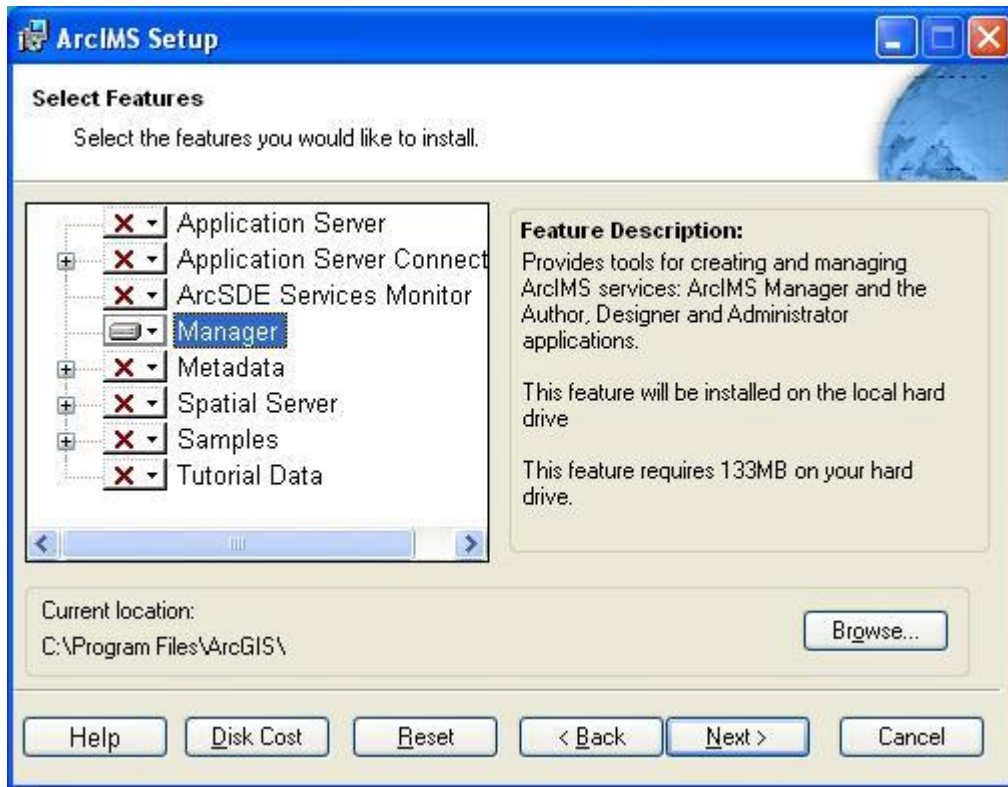 ArcIMS Setup
Select Features
Select the features you would like to install.
Application Server
Application Server Connect
ArcSDE Services Monitor
Manager
Metadata
Spatial Server
Samples
Tutorial Data
Feature Description:
Provides tools for creating and managing
ArcIMS services: ArcIMS Manager and the
Author, Designer and Administrator
applications.
This feature will be installed on the local hard
drive
This feature requires 133MB on your hard
drive.
Current location:
C:\Program Files\ArcGIS\
Browse...
Help
Disk Cost
Reset
< Back
Next >
Cancel